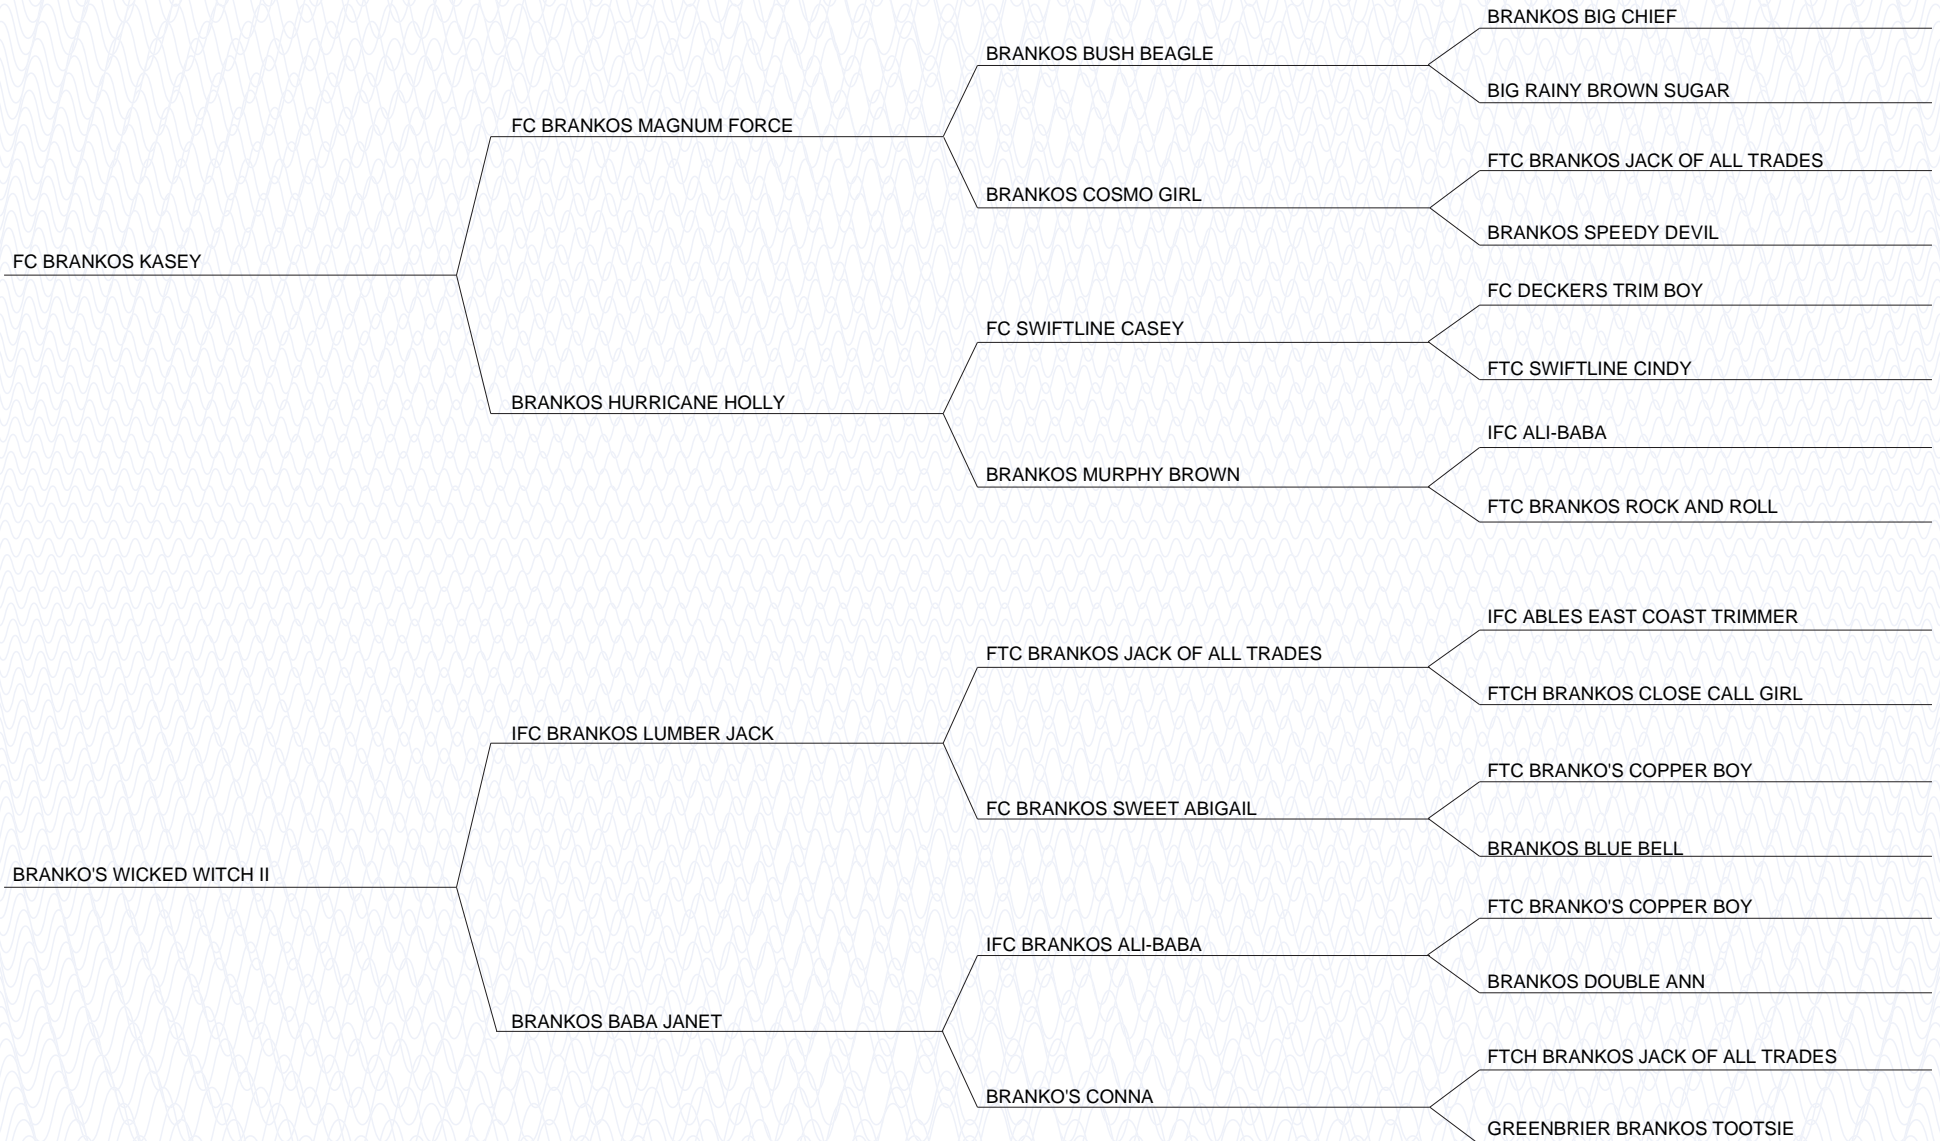 BRANKOS BIG CHIEF
BRANKOS BUSH BEAGLE
BIG RAINY BROWN SUGAR
FC BRANKOS MAGNUM FORCE
FTC BRANKOS JACK OF ALL TRADES
BRANKOS COSMO GIRL
BRANKOS SPEEDY DEVIL
FC BRANKOS KASEY
FC DECKERS TRIM BOY
FC SWIFTLINE CASEY
FTC SWIFTLINE CINDY
BRANKOS HURRICANE HOLLY
IFC ALI-BABA
BRANKOS MURPHY BROWN
FTC BRANKOS ROCK AND ROLL
IFC ABLES EAST COAST TRIMMER
FTC BRANKOS JACK OF ALL TRADES
FTCH BRANKOS CLOSE CALL GIRL
IFC BRANKOS LUMBER JACK
FTC BRANKO'S COPPER BOY
FC BRANKOS SWEET ABIGAIL
BRANKOS BLUE BELL
BRANKO'S WICKED WITCH II
FTC BRANKO'S COPPER BOY
IFC BRANKOS ALI-BABA
BRANKOS DOUBLE ANN
BRANKOS BABA JANET
FTCH BRANKOS JACK OF ALL TRADES
BRANKO'S CONNA
GREENBRIER BRANKOS TOOTSIE